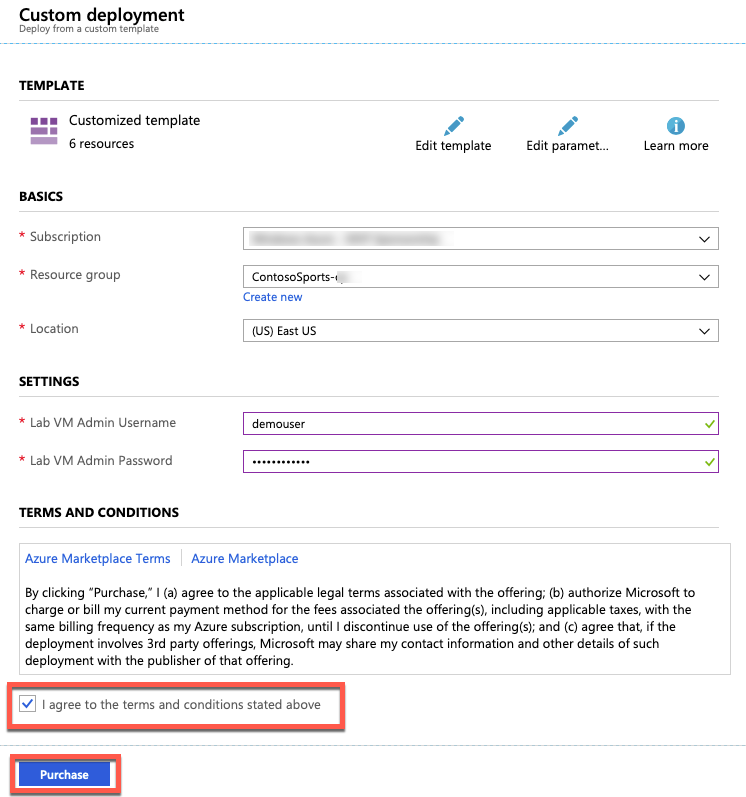 Custom deployment
Deploy from a custom template
TEMPLATE
Customized template
6 resources
Edit template
Edit paramet...
Learn more
BASICS
* Subscription
* Resource group
ContosoSports-
Create new
* Location
(US) East US
SETTINGS
* Lab VM Admin Username
demouser
* Lab VM Admin Password
••••••••••••
TERMS AND CONDITIONS
Azure Marketplace Terms
Azure Marketplace
By clicking "Purchase," I (a) agree to the applicable legal terms associated with the offering; (b) authorize Microsoft to
charge or bill my current payment method for the fees associated the offering(s), including applicable taxes, with the
same billing frequency as my Azure subscription, until I discontinue use of the offering(s); and (c) agree that, if the
deployment involves 3rd party offerings, Microsoft may share my contact information and other details of such
deployment with the publisher of that offering.
I agree to the terms and conditions stated above
Purchase